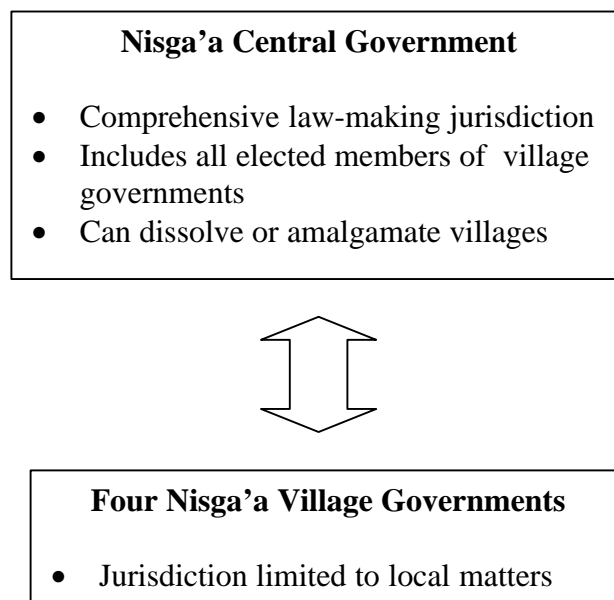 Nisga’a Central Government
• Comprehensive law-making jurisdiction
• Includes all elected members of village
governments
• Can dissolve or amalgamate villages
Four Nisga’a Village Governments
• Jurisdiction limited to local matters